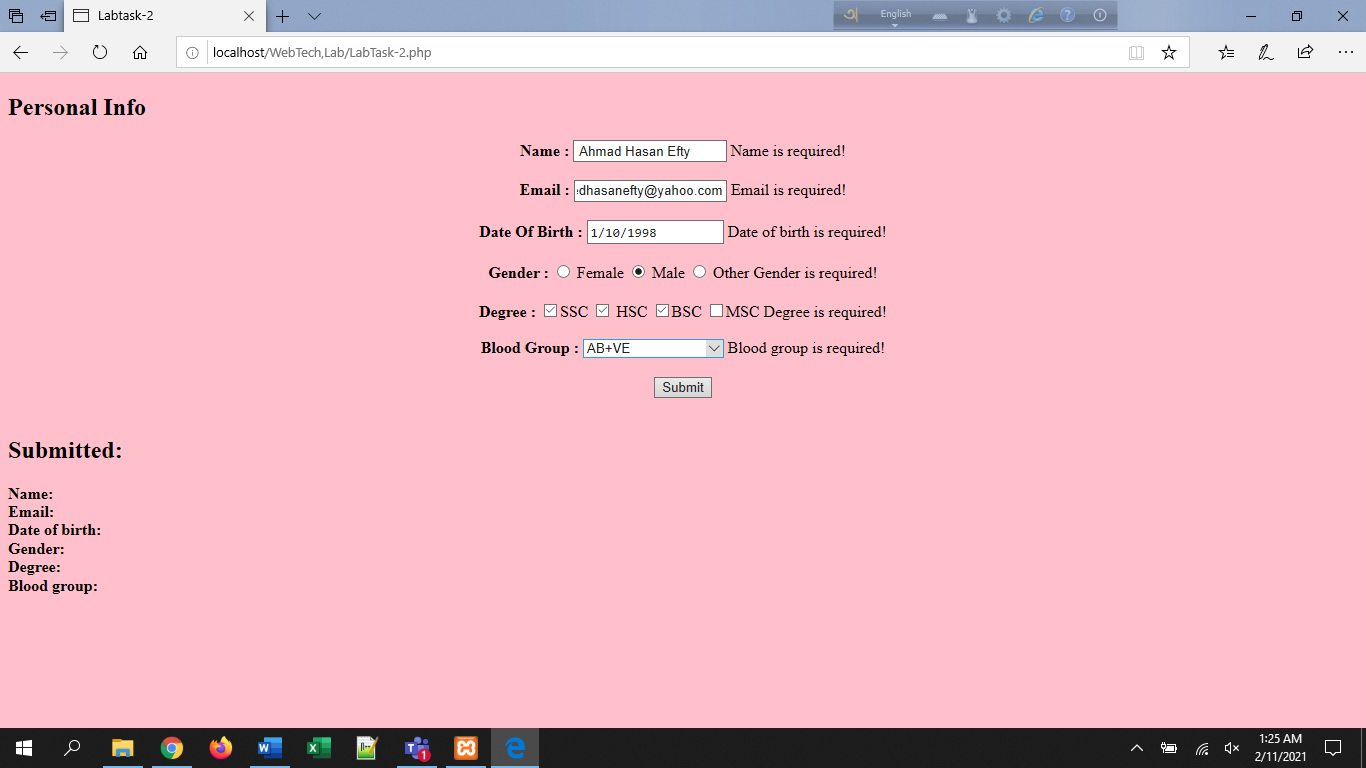 Labtask-2
English
localhost/WebTech,Lab/LabTask-2.php
Personal Info
Name : Ahmad Hasan Efty Name is required!
Email : edhasanefty@yahoo.com Email is required!
Date Of Birth : 1/10/1998 Date of birth is required!
Gender : Female Male Other Gender is required!
Degree : SSC HSC BSC MSC Degree is required!
Blood Group : AB+VE Blood group is required!
Submit
Submitted:
Name:
Email:
Date of birth:
Gender:
Degree:
Blood group:
1:25 AM
2/11/2021